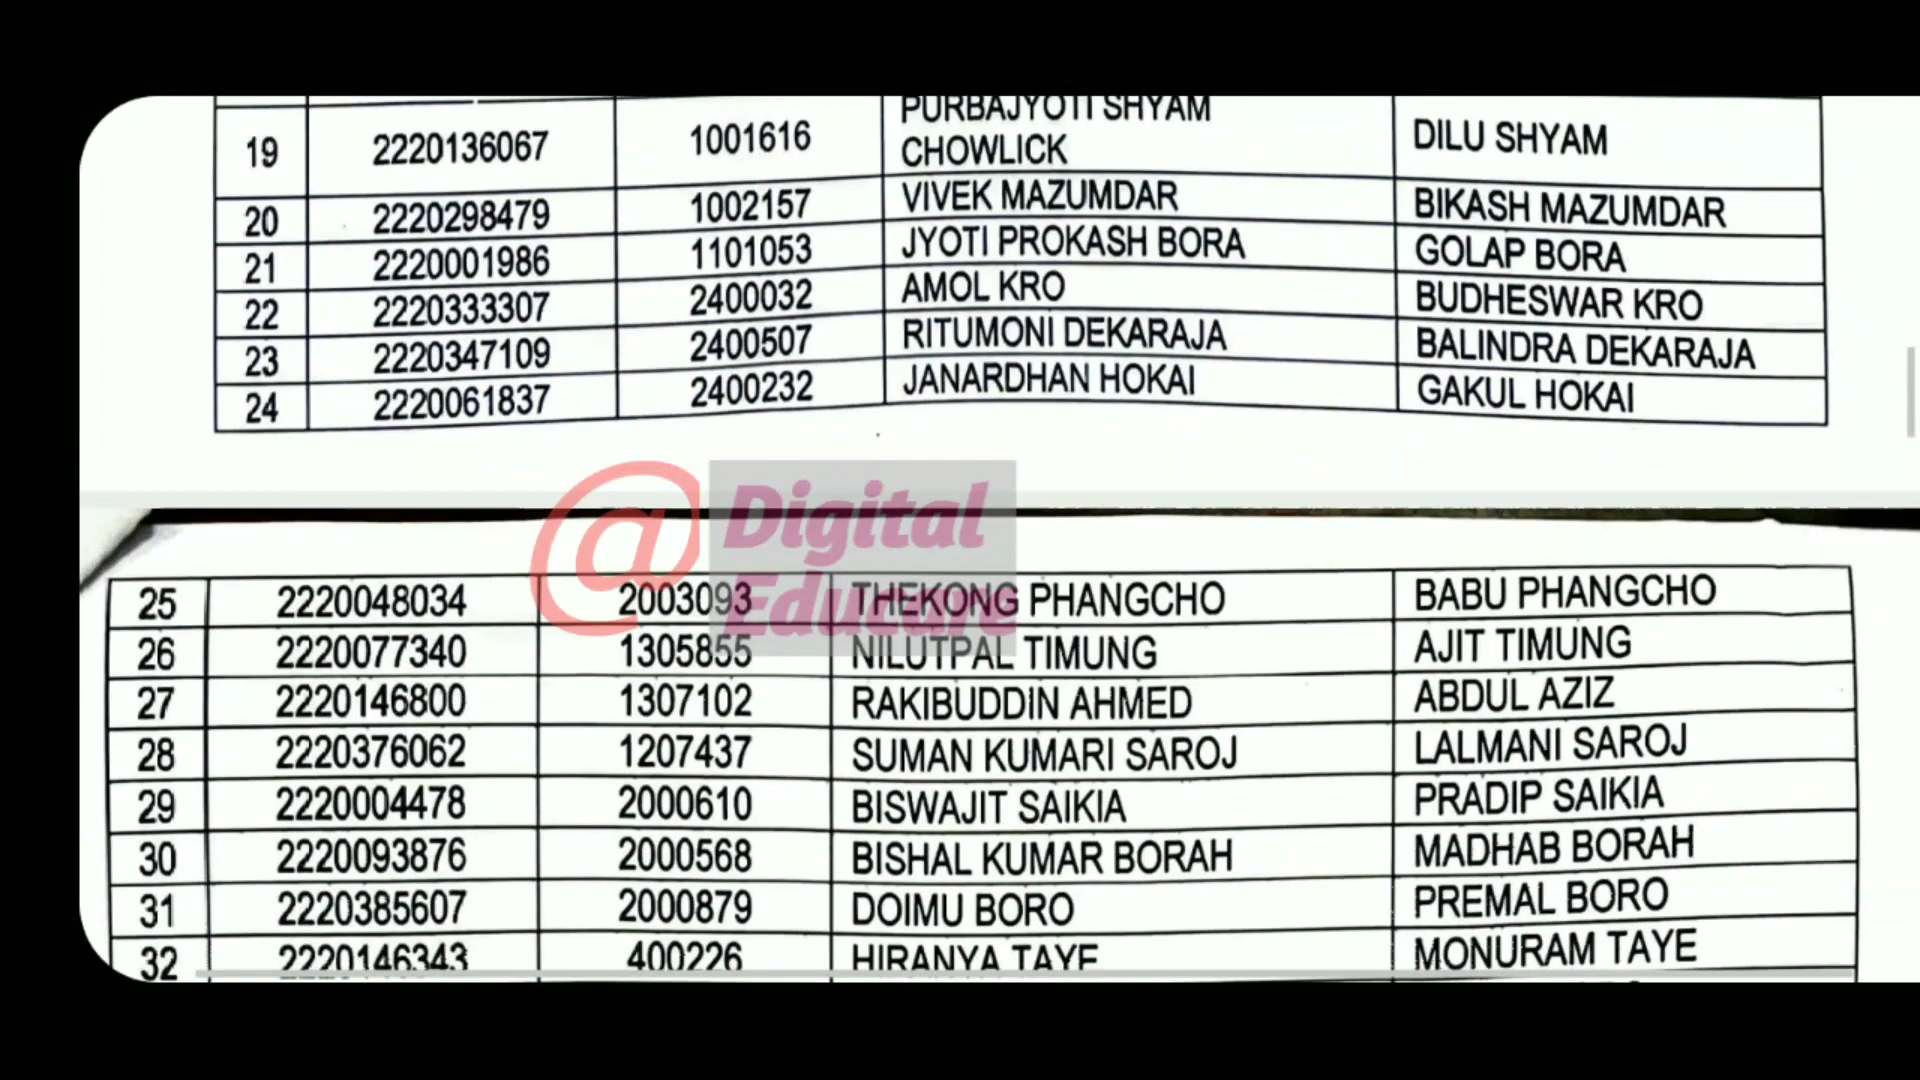 19 2220136067 1001616 PURBAJYOTI SHYAM CHOWLICK DILU SHYAM
20 2220298479 1002157 VIVEK MAZUMDAR BIKASH MAZUMDAR
21 2220001986 1101053 JYOTI PROKASH BORA GOLAP BORA
22 2220333307 2400032 AMOL KRO BUDHESWAR KRO
23 2220347109 2400507 RITUMONI DEKARAJA BALINDRA DEKARAJA
24 2220061837 2400232 JANARDHAN HOKAI GAKUL HOKAI
@ Digital
Educare
25 2220048034 2003093 THEKONG PHANGCHO BABU PHANGCHO
26 2220077340 1305855 NILUTPAL TIMUNG AJIT TIMUNG
27 2220146800 1307102 RAKIBUDDIN AHMED ABDUL AZIZ
28 2220376062 1207437 SUMAN KUMARI SAROJ LALMANI SAROJ
29 2220004478 2000610 BISWAJIT SAIKIA PRADIP SAIKIA
30 2220093876 2000568 BISHAL KUMAR BORAH MADHAB BORAH
31 2220385607 2000879 DOIMU BORO PREMAL BORO
32 2220146343 400226 HIRANYA TAYE MONURAM TAYE